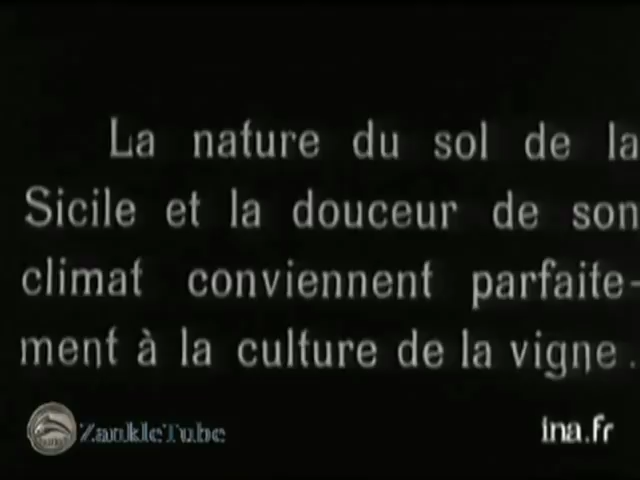 La nature du sol de la
Sicile et la douceur de son
climat conviennent parfaite-
ment à la culture de la vigne.
ZankleTube
ina.fr